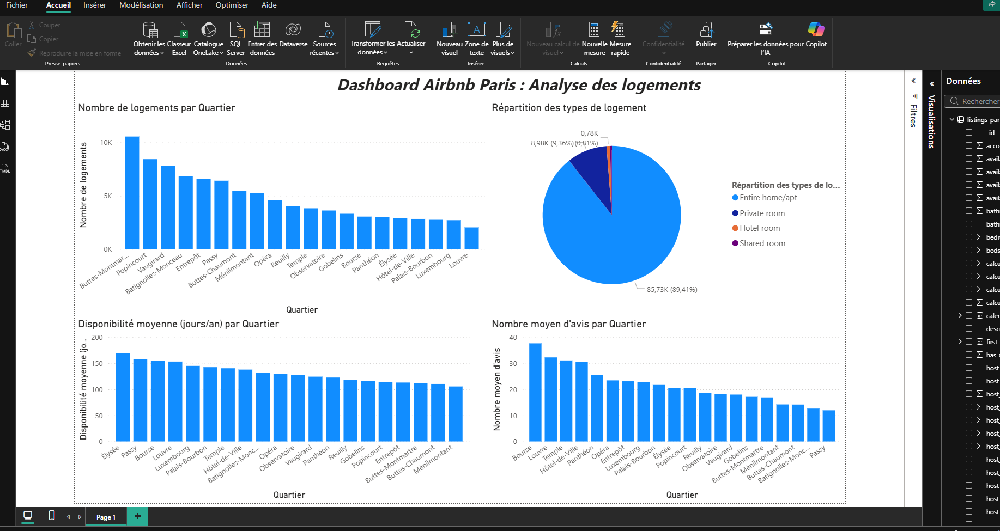 Fichier Accueil Insérer Modélisation Afficher Optimiser Aide
Coller
Couper
Copier
Reproduire la mise en forme
Presse-papiers
Obtenir les données
Classeur Excel
Catalogue OneLake
SQL Server
Entrer des données
Dataverse
Sources récentes
Données
Transformer les données
Actualiser
Requêtes
Nouveau visuel
Zone de texte
Plus de visuels
Insérer
Nouveau calcul de visuel
Nouvelle mesure
Mesure rapide
Calculs
Confidentialité
Confidentialité
Publier
Partager
Préparer les données pour l'IA
Copilot
Copilot
Dashboard Airbnb Paris : Analyse des logements
Nombre de logements par Quartier
Nombre de logements
10K
5K
0K
Buttes-Montmar...
Popincourt
Vaugirard
Batignolles-Monceau
Entrepôt
Passy
Buttes-Chaumont
Ménilmontant
Opéra
Reuilly
Temple
Observatoire
Gobelins
Bourse
Panthéon
Élysée
Hôtel-de-Ville
Palais-Bourbon
Luxembourg
Louvre
Quartier
Répartition des types de logement
0,78K
(0,81%)
8,98K (9,36%)
85,73K (89,41%)
Répartition des types de lo...
Entire home/apt
Private room
Hotel room
Shared room
Disponibilité moyenne (jours/an) par Quartier
Disponibilité moyenne (jo...
200
150
100
50
0
Élysée
Passy
Bourse
Louvre
Luxembourg
Palais-Bourbon
Temple
Hôtel-de-Ville
Batignolles-Monc...
Opéra
Observatoire
Vaugirard
Panthéon
Reuilly
Gobelins
Popincourt
Entrepôt
Buttes-Montmartre
Buttes-Chaumont
Ménilmontant
Quartier
Nombre moyen d'avis par Quartier
Nombre moyen d'avis
40
30
20
10
0
Bourse
Louvre
Temple
Hôtel-de-Ville
Panthéon
Opéra
Entrepôt
Luxembourg
Palais-Bourbon
Élysée
Popincourt
Reuilly
Observatoire
Vaugirard
Gobelins
Buttes-Montmartre
Ménilmontant
Buttes-Chaumont
Batignolles-Monc...
Passy
Quartier
Filtres
Visualisations
Données
Rechercher
listings_par
_id
acco
avail
avail
avail
avail
bath
bath
bedr
beds
calcu
calcu
calcu
calcu
caler
desc
first_
has_
host_
host_
host_
host_
host_
host_
host_
host_
host_
host_
host_
host_
DAX
TMDL
Page 1